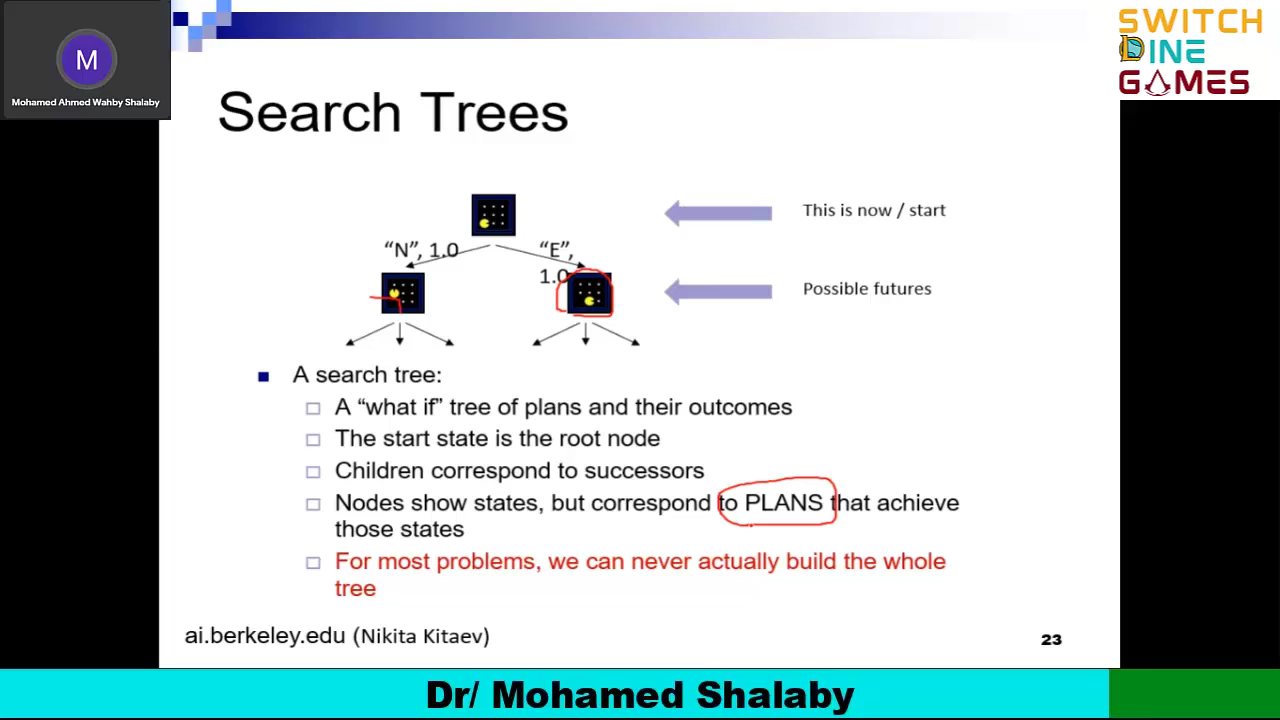 M
Mohamed Ahmed Wahby Shalaby
SWITCH
DINE
GAMES
Search Trees
This is now / start
“N”, 1.0
“E”,
1.0
Possible futures
A search tree:
A “what if” tree of plans and their outcomes
The start state is the root node
Children correspond to successors
Nodes show states, but correspond to PLANS that achieve
those states
For most problems, we can never actually build the whole
tree
ai.berkeley.edu (Nikita Kitaev)
23
Dr/ Mohamed Shalaby